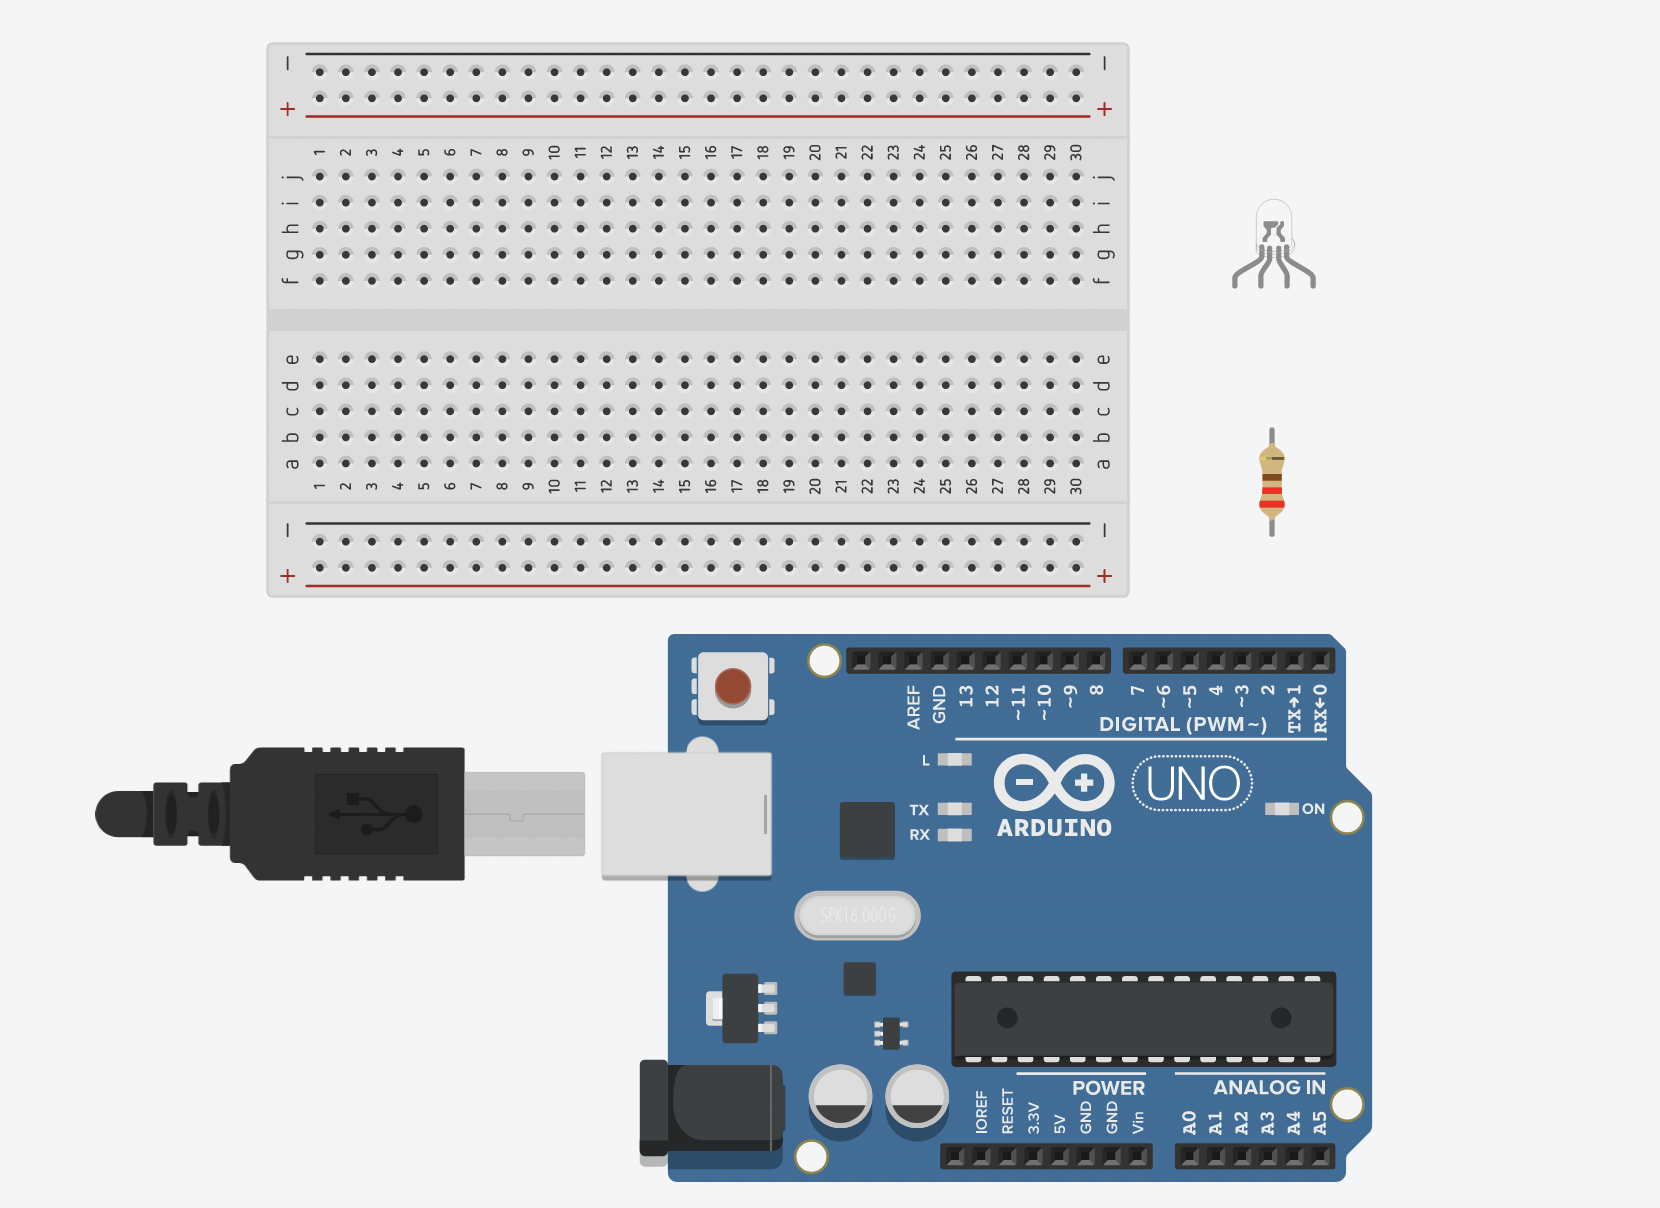 − −
+ +
1 2 3 4 5 6 7 8 9 10 11 12 13 14 15 16 17 18 19 20 21 22 23 24 25 26 27 28 29 30
j j
i i
h h
g g
f f
e e
d d
c c
b b
a a
1 2 3 4 5 6 7 8 9 10 11 12 13 14 15 16 17 18 19 20 21 22 23 24 25 26 27 28 29 30
− −
+ +
AREF GND 13 12 ~11 ~10 ~9 8 7 ~6 ~5 4 ~3 2 TX→1 RX←0
DIGITAL (PWM~)
L
UNO
TX
ON
RX
ARDUINO
SPK16.000G
POWER
ANALOG IN
IOREF RESET 3.3V 5V GND GND Vin A0 A1 A2 A3 A4 A5